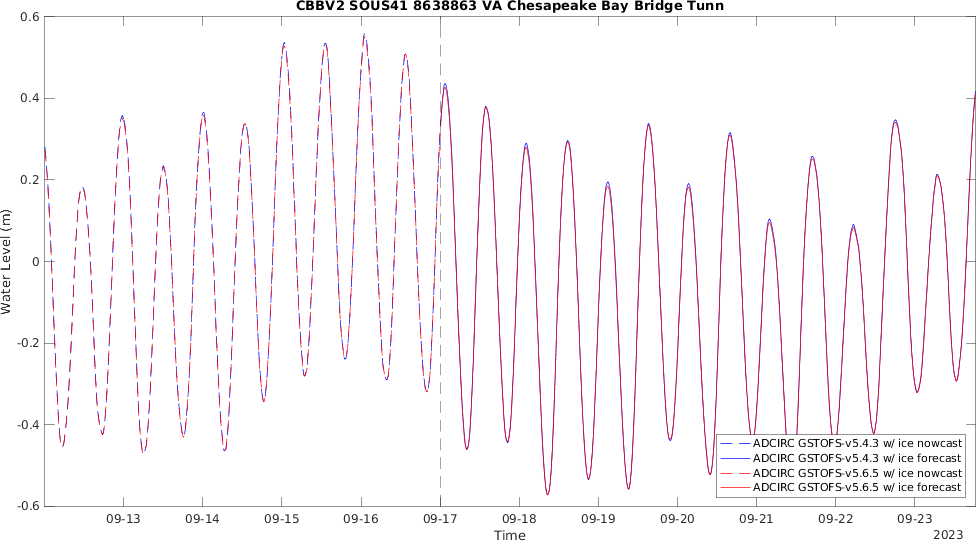 CBBV2 SOUS41 8638863 VA Chesapeake Bay Bridge Tunn
0.6
0.4
0.2
0
-0.2
-0.4
-0.6
Water Level (m)
ADCIRC GSTOFS-v5.4.3 w/ ice nowcast
ADCIRC GSTOFS-v5.4.3 w/ ice forecast
ADCIRC GSTOFS-v5.6.5 w/ ice nowcast
ADCIRC GSTOFS-v5.6.5 w/ ice forecast
09-13 09-14 09-15 09-16 09-17 09-18 09-19 09-20 09-21 09-22 09-23
Time
2023